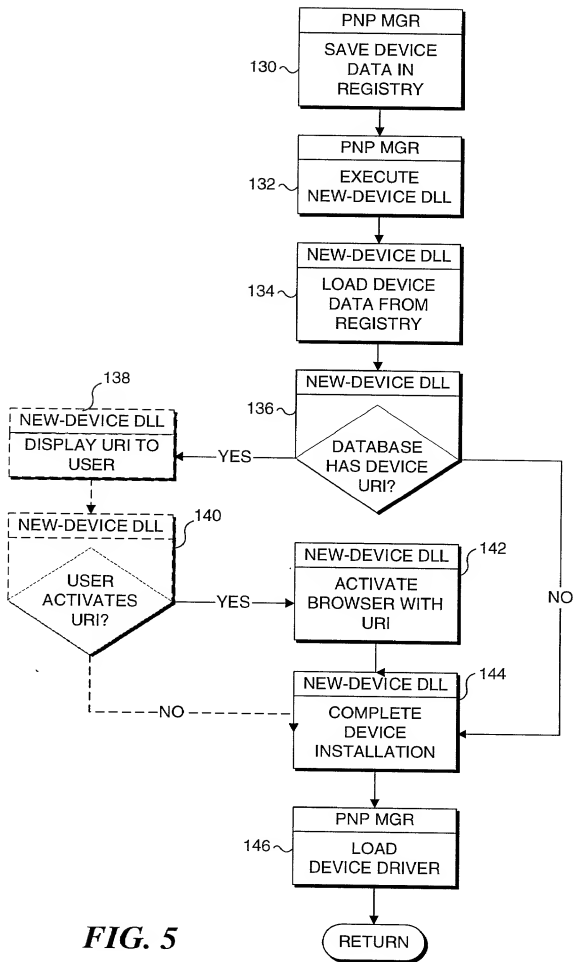 PNP MGR
130
SAVE DEVICE
DATA IN
REGISTRY
PNP MGR
132
EXECUTE
NEW-DEVICE DLL
NEW-DEVICE DLL
134
LOAD DEVICE
DATA FROM
REGISTRY
138
NEW-DEVICE DLL
136
NEW-DEVICE DLL
DISPLAY URI TO
USER
YES
DATABASE
HAS DEVICE
URI?
140
NEW-DEVICE DLL
USER
ACTIVATES
URI?
YES
142
NEW-DEVICE DLL
ACTIVATE
BROWSER WITH
URI
NO
144
NEW-DEVICE DLL
NO
COMPLETE
DEVICE
INSTALLATION
PNP MGR
146
LOAD
DEVICE DRIVER
FIG. 5
RETURN